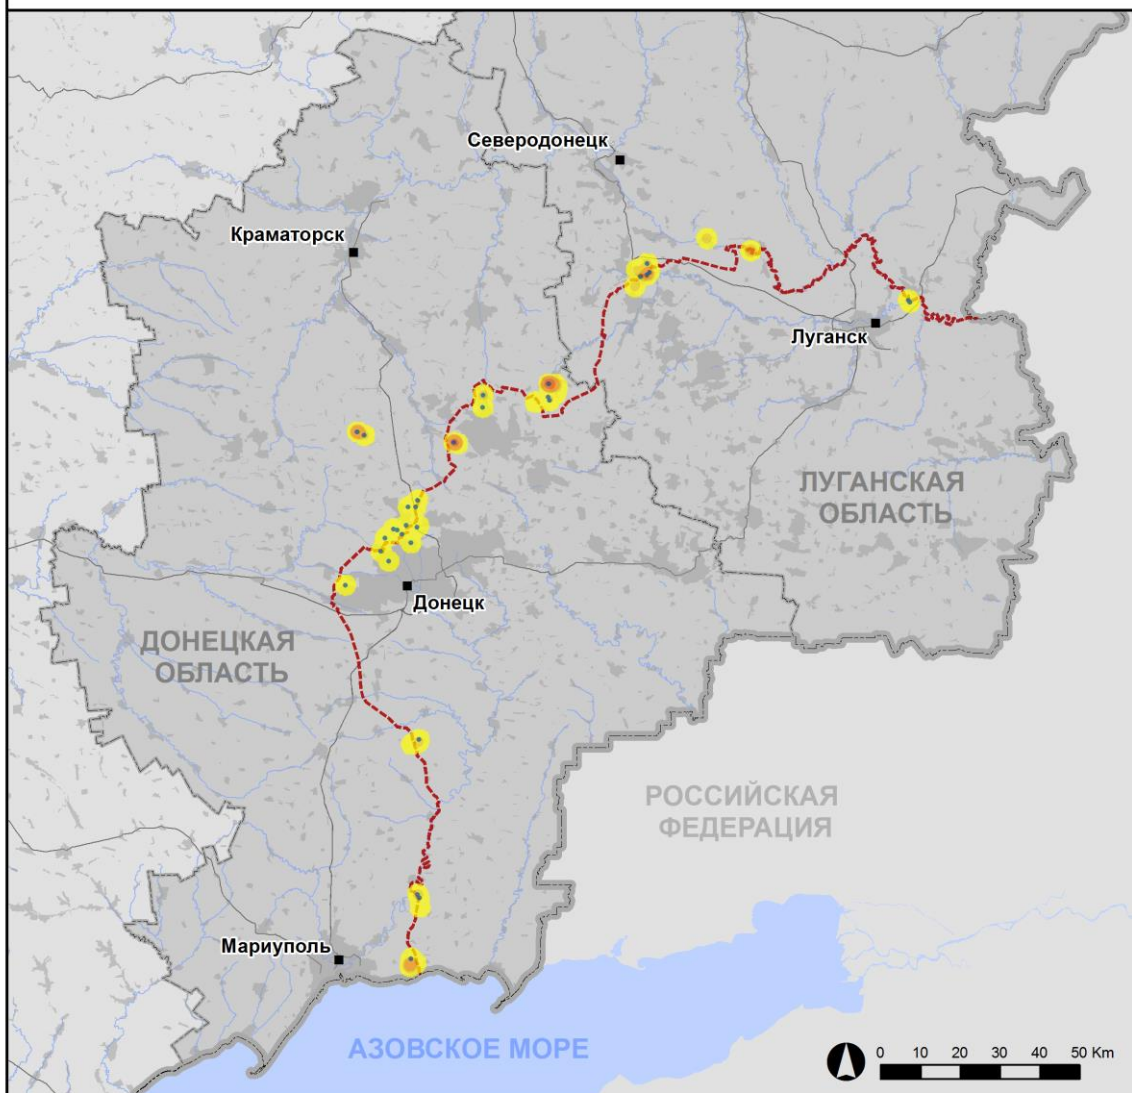 Северодонецк
Краматорск
Луганск
ЛУГАНСКАЯ
ОБЛАСТЬ
Донецк
ДОНЕЦКАЯ
ОБЛАСТЬ
РОССИЙСКАЯ
ФЕДЕРАЦИЯ
Мариуполь
АЗОВСКОЕ МОРЕ
0 10 20 30 40 50 Km